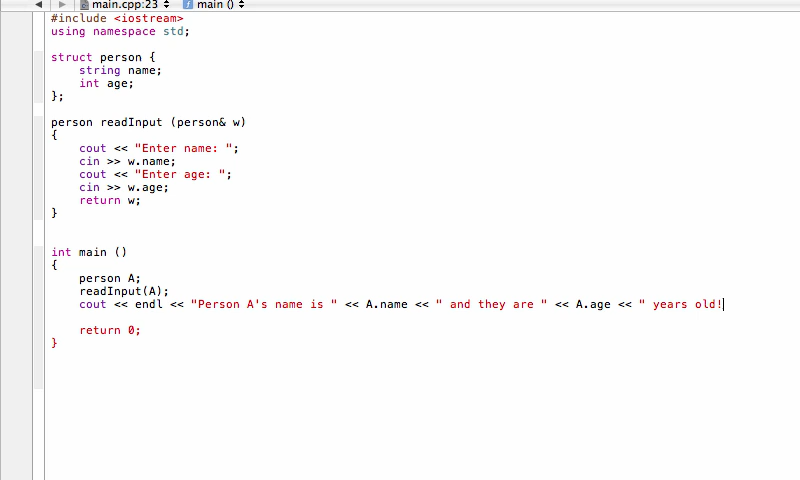 main.cpp:23 main ()
#include <iostream>
using namespace std;
struct person {
string name;
int age;
};
person readInput (person& w)
{
cout << "Enter name: ";
cin >> w.name;
cout << "Enter age: ";
cin >> w.age;
return w;
}
int main ()
{
person A;
readInput(A);
cout << endl << "Person A's name is " << A.name << " and they are " << A.age << " years old!
return 0;
}